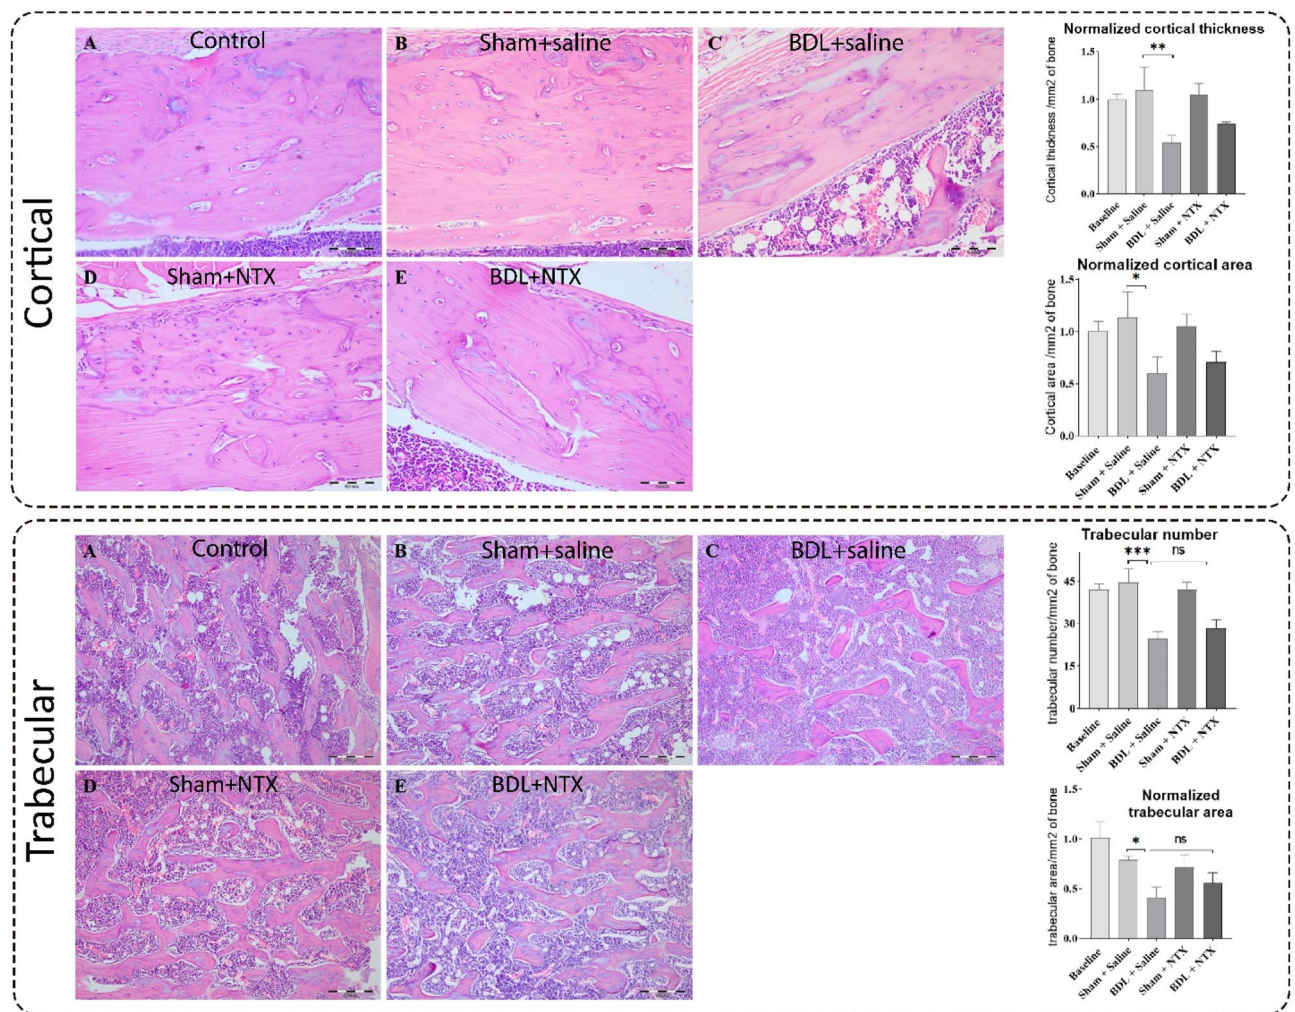 Cortical
A Control
B Sham+saline
C BDL+saline
D Sham+NTX
E BDL+NTX
Normalized cortical thickness
Cortical thickness /mm2 of bone
1.5
1.0
0.5
0.0
**
Baseline
Sham + Saline
BDL + Saline
Sham + NTX
BDL + NTX
Normalized cortical area
Cortical area /mm2 of bone
1.5
1.0
0.5
0.0
*
Baseline
Sham + Saline
BDL + Saline
Sham + NTX
BDL + NTX
Trabecular
A Control
B Sham+saline
C BDL+saline
D Sham+NTX
E BDL+NTX
Trabecular number
trabecular number/mm2 of bone
45
30
15
0
***
ns
Baseline
Sham + Saline
BDL + Saline
Sham + NTX
BDL + NTX
Normalized
trabecular area
trabecular area/mm2 of bone
1.5
1.0
0.5
0.0
*
ns
Baseline
Sham + Saline
BDL + Saline
Sham + NTX
BDL + NTX